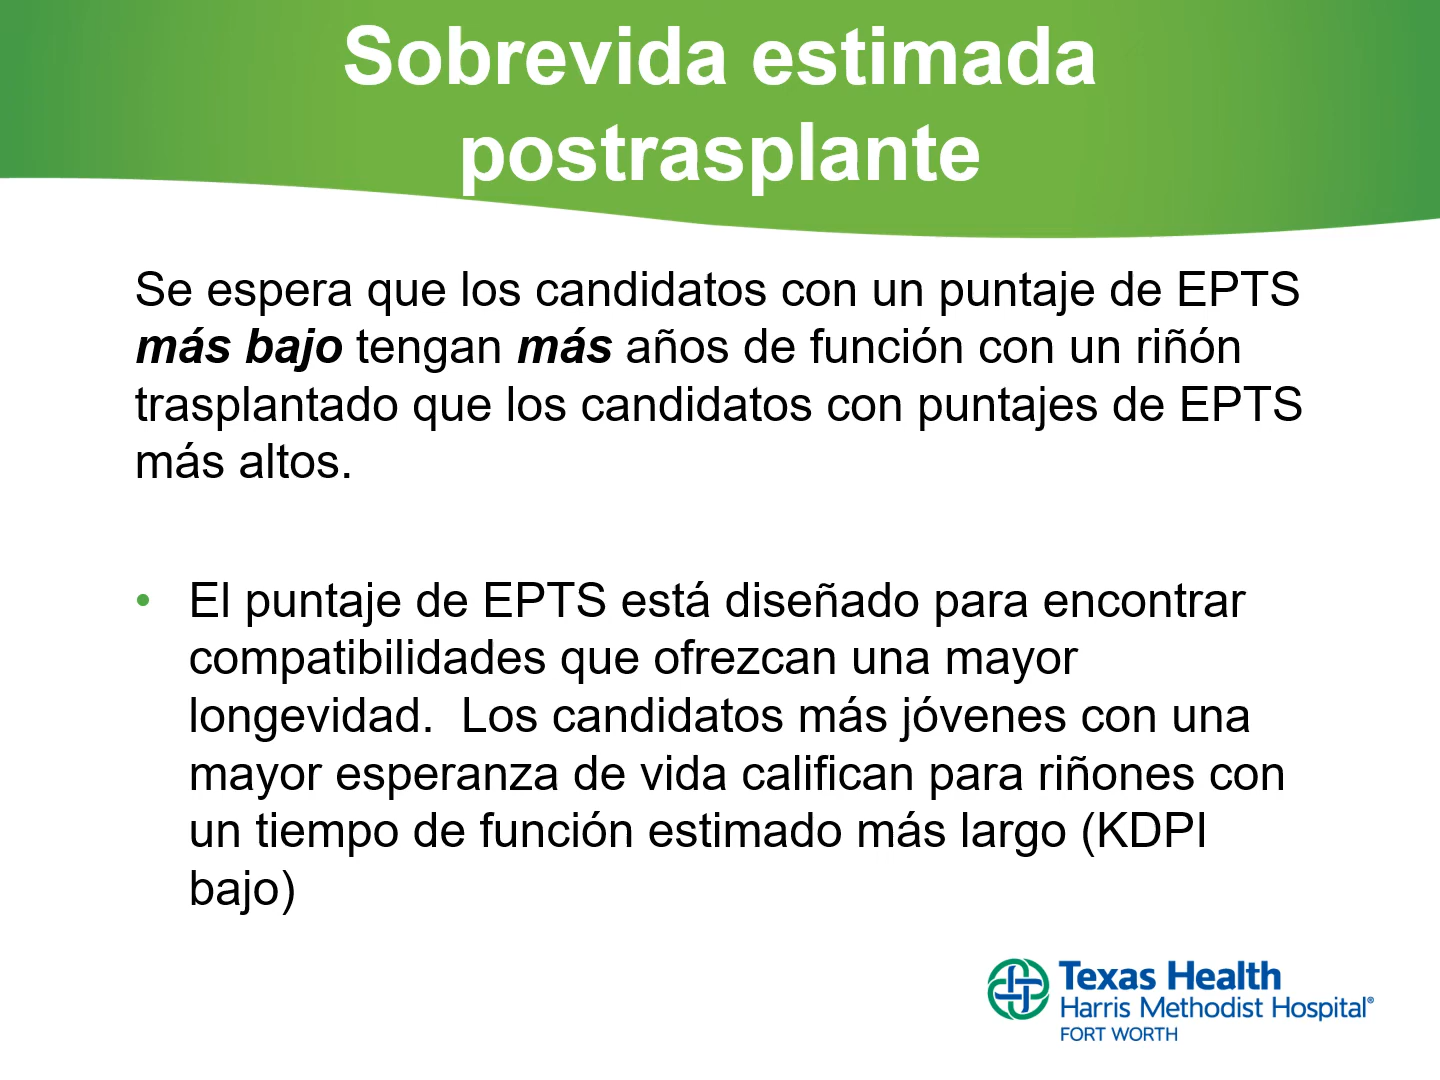 Sobrevida estimada
postrasplante
Se espera que los candidatos con un puntaje de EPTS
más bajo tengan más años de función con un riñón
trasplantado que los candidatos con puntajes de EPTS
más altos.
• El puntaje de EPTS está diseñado para encontrar
compatibilidades que ofrezcan una mayor
longevidad.  Los candidatos más jóvenes con una
mayor esperanza de vida califican para riñones con
un tiempo de función estimado más largo (KDPI
bajo)
Texas Health
Harris Methodist Hospital®
FORT WORTH